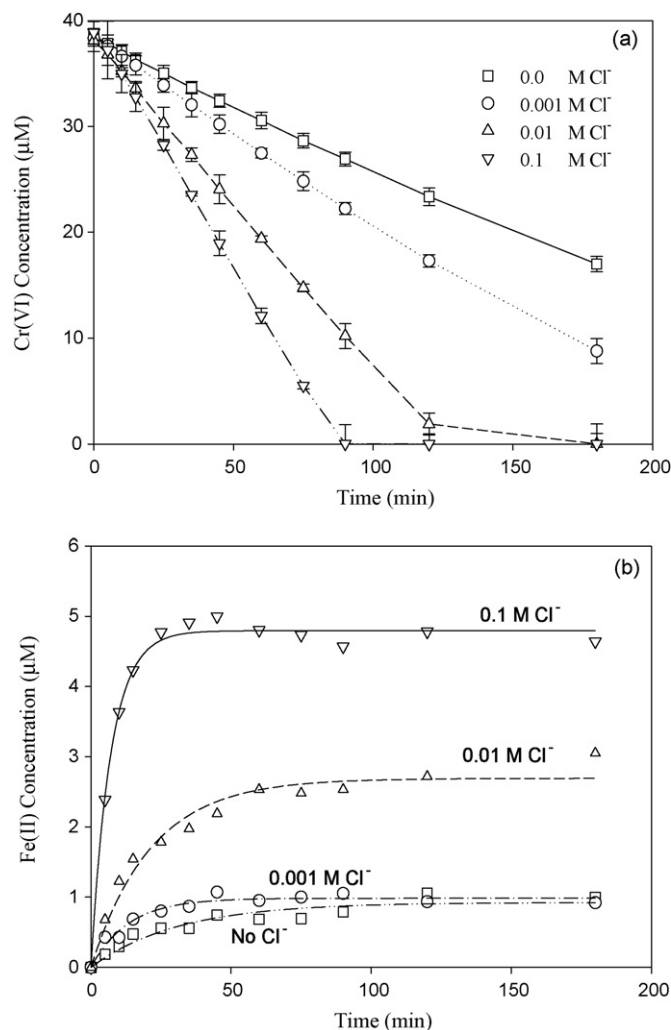 (a)
40
30
20
10
0
Cr(VI) Concentration (µM)
0.0 M Cl⁻
0.001 M Cl⁻
0.01 M Cl⁻
0.1 M Cl⁻
0 50 100 150 200
Time (min)
(b)
6
5
4
3
2
1
0
Fe(II) Concentration (µM)
0.1 M Cl⁻
0.01 M Cl⁻
0.001 M Cl⁻
No Cl⁻
0 50 100 150 200
Time (min)